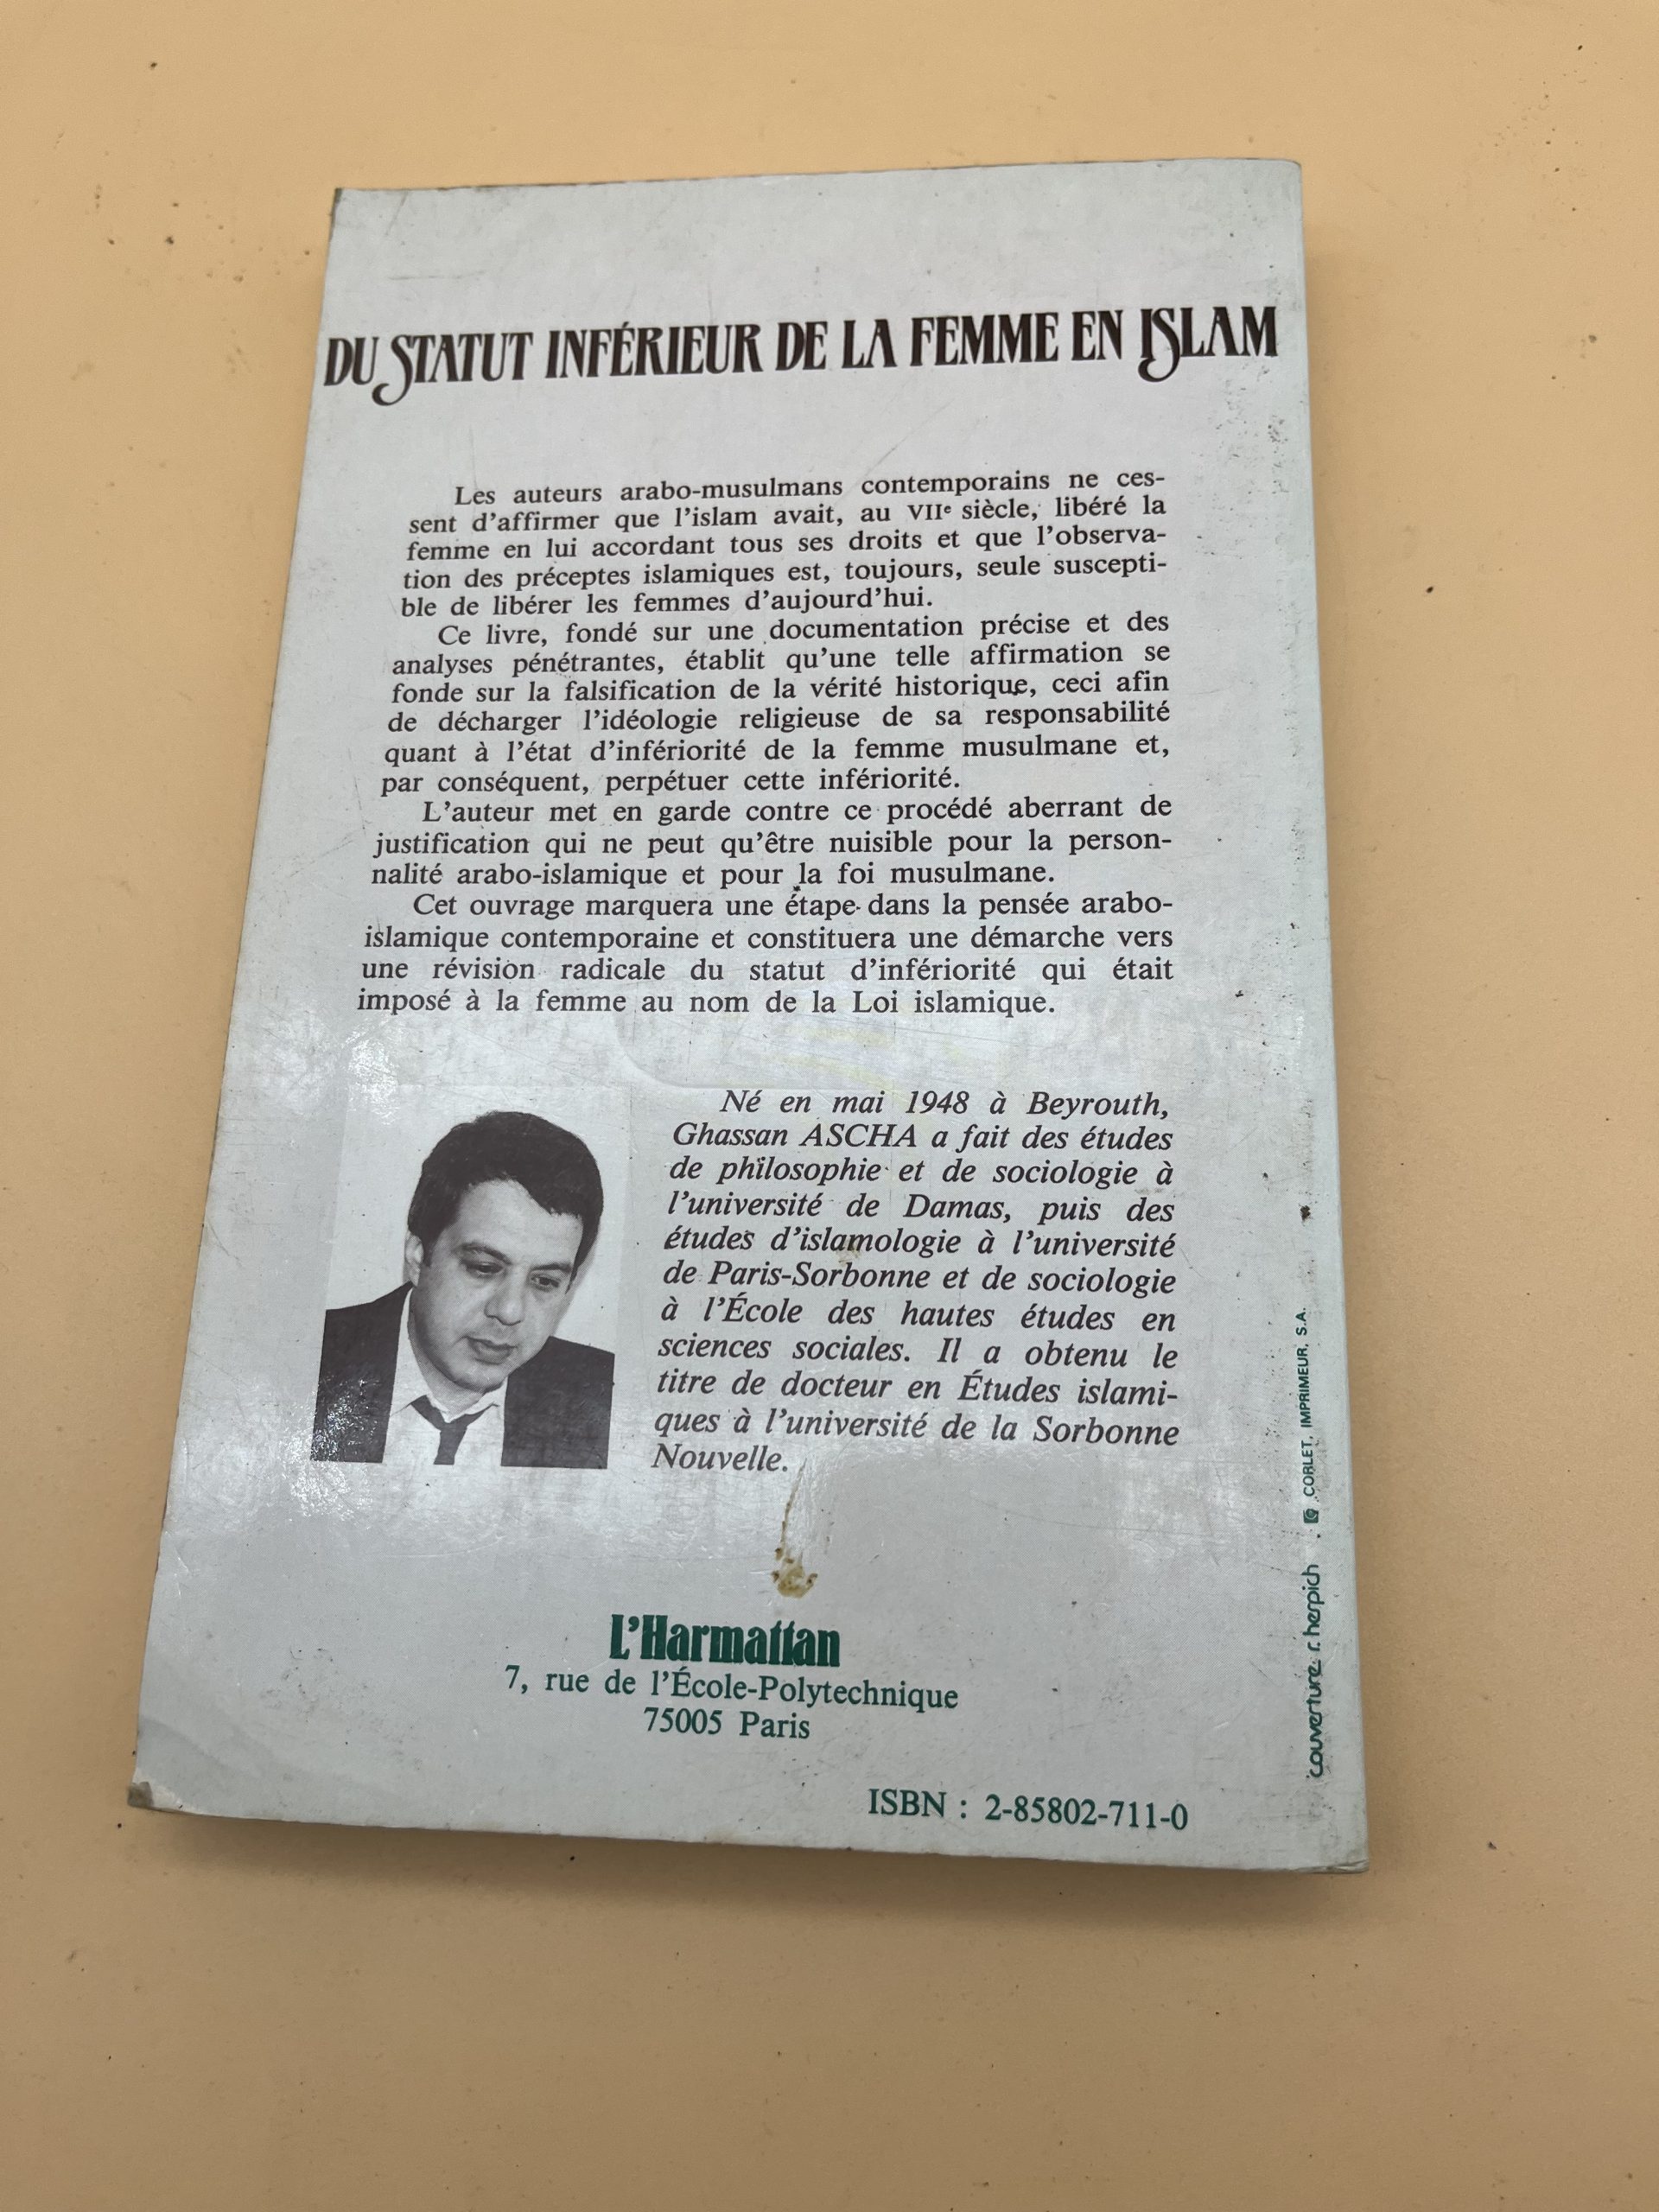 DU STATUT INFÉRIEUR DE LA FEMME EN ISLAM
Les auteurs arabo-musulmans contemporains ne ces-
sent d'affirmer que l'islam avait, au VIIᵉ siècle, libéré la
femme en lui accordant tous ses droits et que l'observa-
tion des préceptes islamiques est, toujours, seule suscepti-
ble de libérer les femmes d'aujourd'hui.
Ce livre, fondé sur une documentation précise et des
analyses pénétrantes, établit qu'une telle affirmation se
fonde sur la falsification de la vérité historique, ceci afin
de décharger l'idéologie religieuse de sa responsabilité
quant à l'état d'infériorité de la femme musulmane et,
par conséquent, perpétuer cette infériorité.
L'auteur met en garde contre ce procédé aberrant de
justification qui ne peut qu'être nuisible pour la person-
nalité arabo-islamique et pour la foi musulmane.
Cet ouvrage marquera une étape dans la pensée arabo-
islamique contemporaine et constituera une démarche vers
une révision radicale du statut d'infériorité qui était
imposé à la femme au nom de la Loi islamique.
Né en mai 1948 à Beyrouth,
Ghassan ASCHA a fait des études
de philosophie et de sociologie à
l'université de Damas, puis des
études d'islamologie à l'université
de Paris-Sorbonne et de sociologie
à l'École des hautes études en
sciences sociales. Il a obtenu le
titre de docteur en Études islami-
ques à l'université de la Sorbonne
Nouvelle.
L'Harmattan
7, rue de l'École-Polytechnique
75005 Paris
ISBN : 2-85802-711-0
couverture r. herpich
CORLET, IMPRIMEUR, S.A.